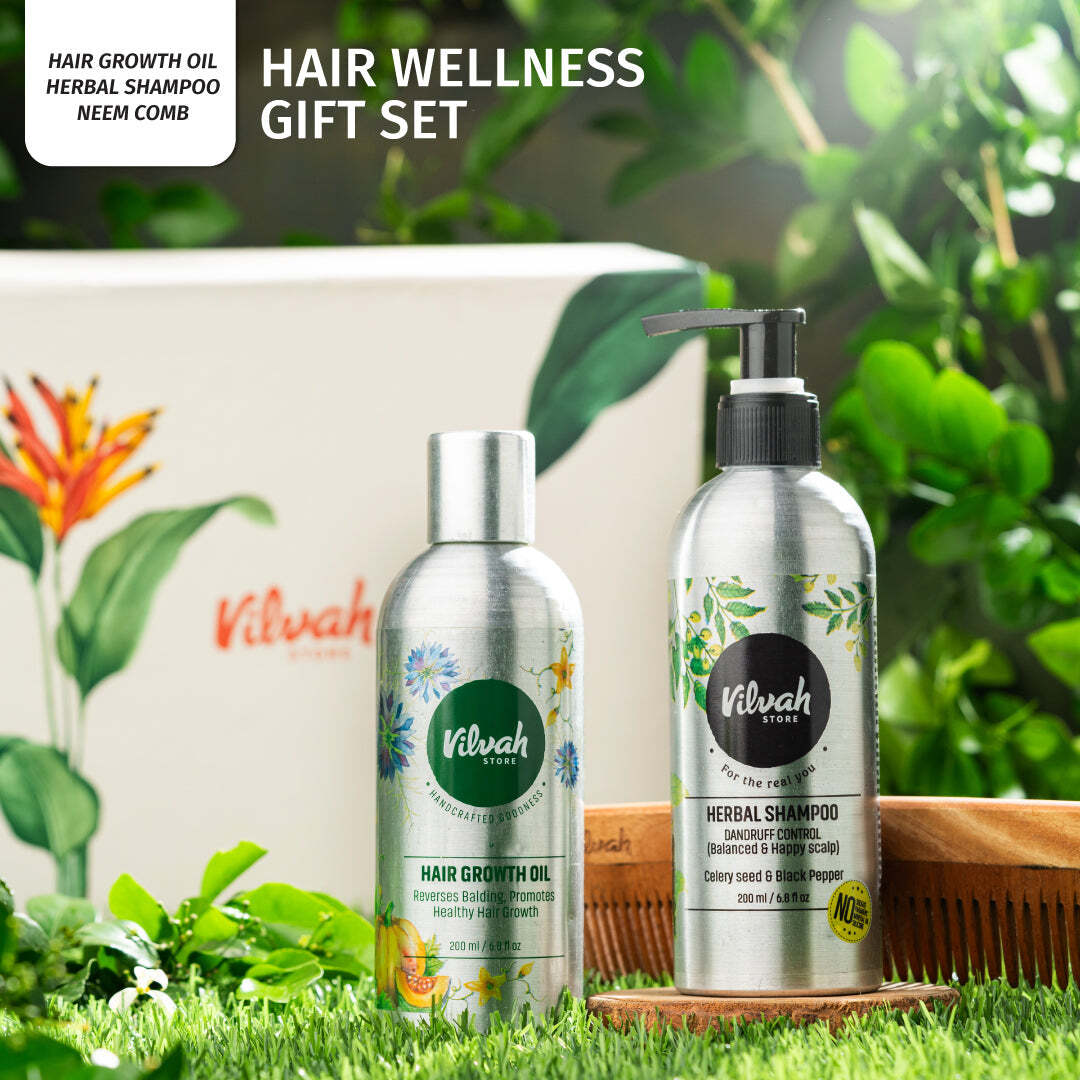 HAIR GROWTH OIL
HERBAL SHAMPOO
NEEM COMB
HAIR WELLNESS
GIFT SET
Vilvah
STORE
Vilvah
STORE
• HANDCRAFTED GOODNESS •
HAIR GROWTH OIL
Reverses Balding, Promotes
Healthy Hair Growth
200 ml / 6.8 fl oz
Vilvah
STORE
• For the real you •
HERBAL SHAMPOO
DANDRUFF CONTROL
(Balanced & Happy scalp)
Celery seed & Black Pepper
200 ml / 6.8 fl oz
NO
Vilvah